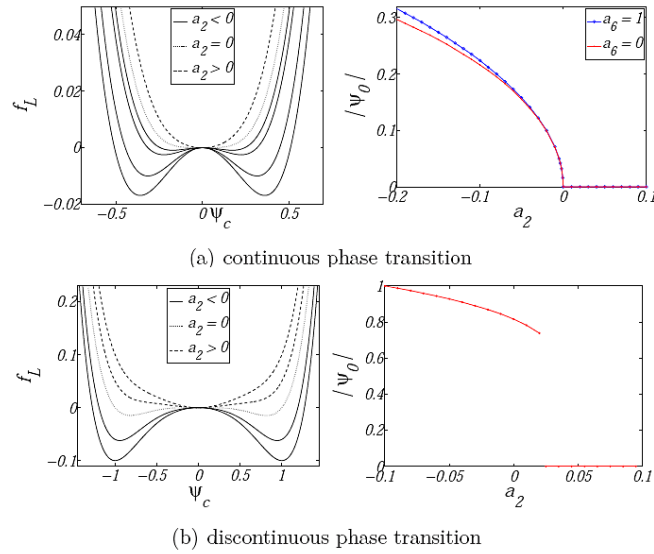 0.04
0.02
0
-0.02
f_L
-0.5
0
0.5
ψ_c
a_2<0
a_2=0
a_2>0
0.3
0.2
0.1
0
|ψ_0|
-0.2
-0.1
0
0.1
a_2
a_6=1
a_6=0
(a) continuous phase transition
0.2
0.1
0
-0.1
f_L
-1
0
1
ψ_c
a_2<0
a_2=0
a_2>0
1
0.8
0.6
0.4
0.2
0
|ψ_0|
-0.1
-0.05
0
0.05
0.1
a_2
(b) discontinuous phase transition